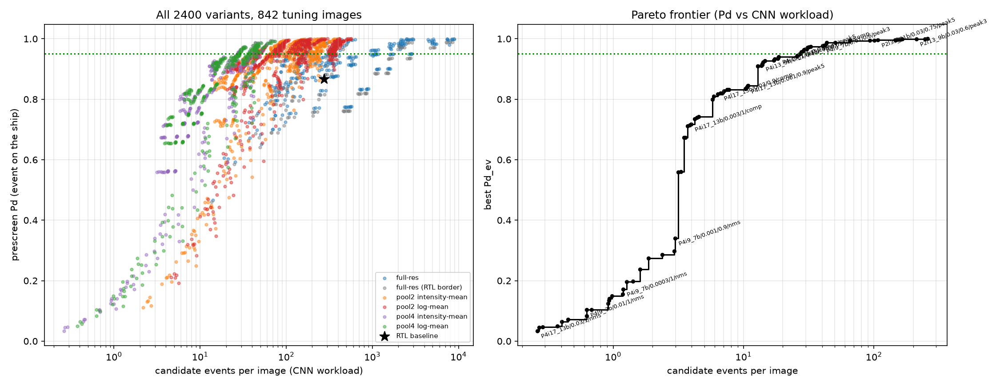 All 2400 variants, 842 tuning images
prescreen Pd (event on the ship)
1.0
0.8
0.6
0.4
0.2
0.0
full-res
full-res (RTL border)
pool2 intensity-mean
pool2 log-mean
pool4 intensity-mean
pool4 log-mean
RTL baseline
10^0
10^1
10^2
10^3
10^4
candidate events per image (CNN workload)
Pareto frontier (Pd vs CNN workload)
best Pd_ev
1.0
0.8
0.6
0.4
0.2
0.0
P4i17_13b/0.03/1/nms
P4i9_7b/0.0003/1/nms
P4i9_7b/0.001/0.9/nms
P4i17_13b/0.003/1/comp
P4i17_13b/0.001/0.9/peak5
P2i13_9b/0.03/0.6/peak3
10^0
10^1
10^2
candidate events per image